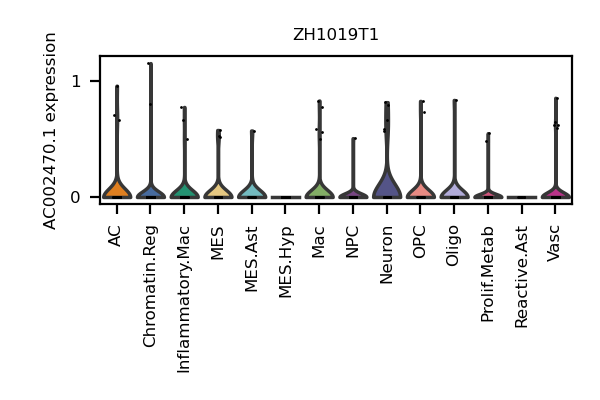 ZH1019T1
AC002470.1 expression
1
0
AC
Chromatin.Reg
Inflammatory.Mac
MES
MES.Ast
MES.Hyp
Mac
NPC
Neuron
OPC
Oligo
Prolif.Metab
Reactive.Ast
Vasc